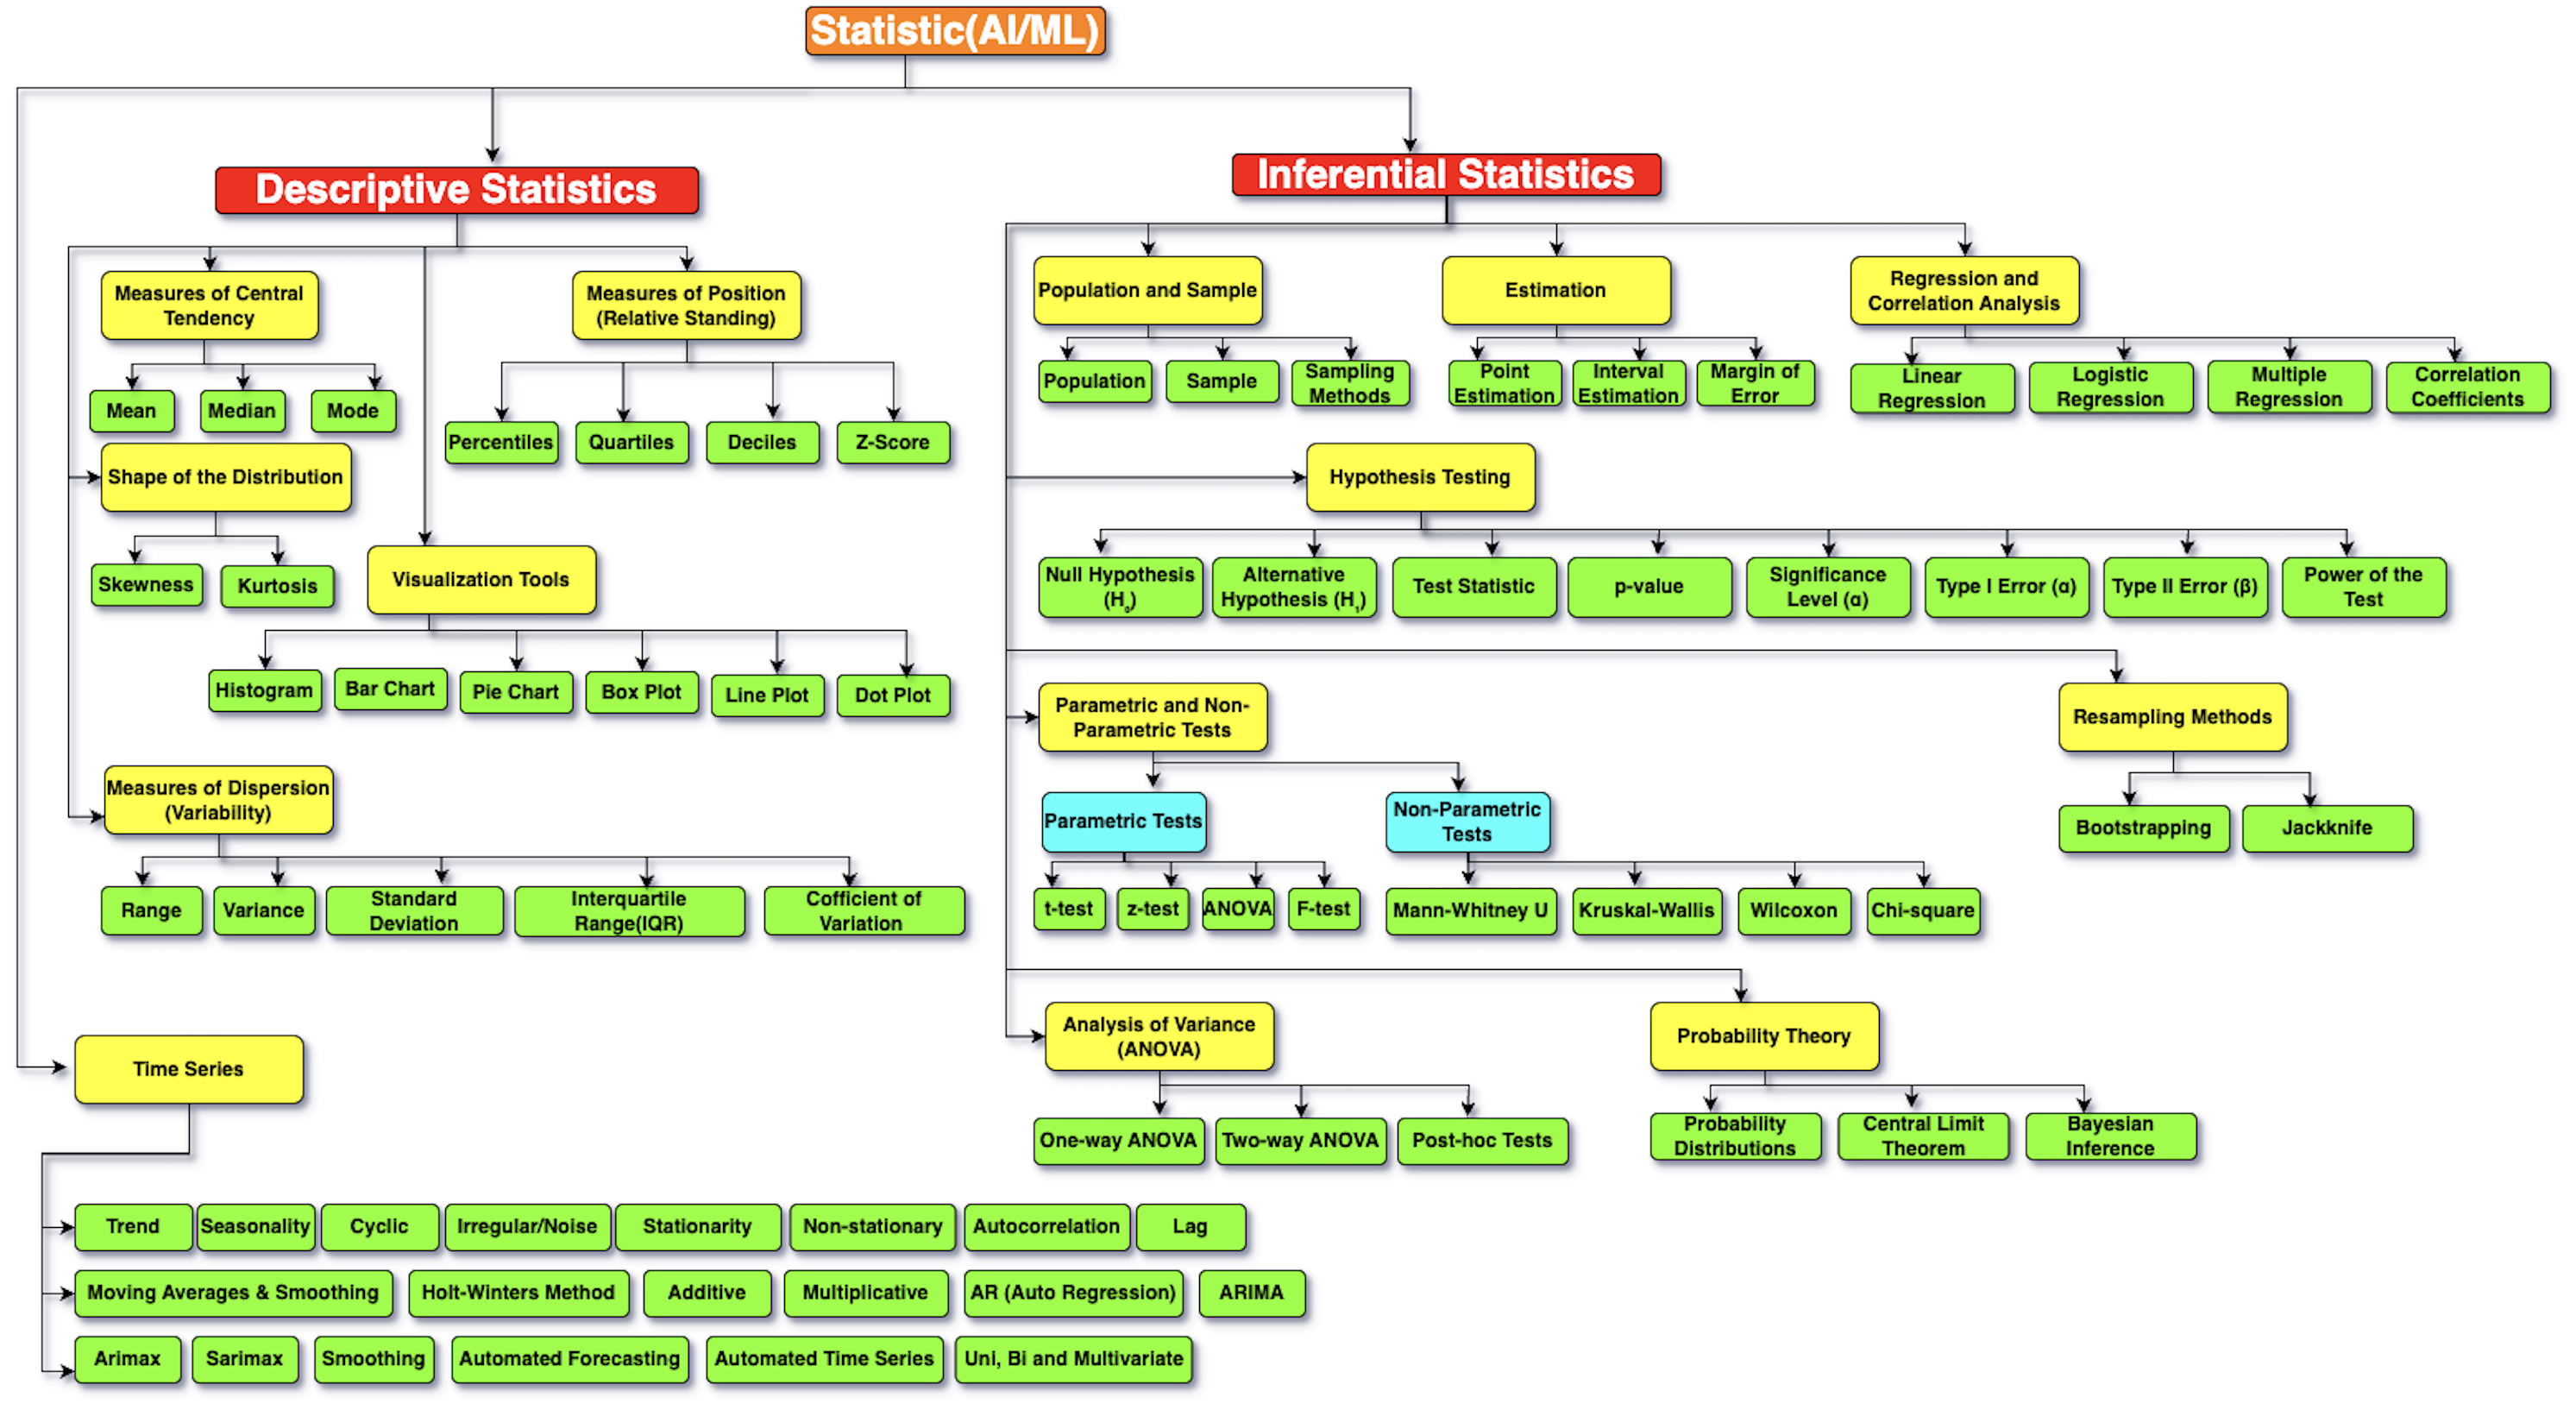 Statistic(AI/ML)
Descriptive Statistics
Measures of Central
Tendency
Mean
Median
Mode
Measures of Position
(Relative Standing)
Percentiles
Quartiles
Deciles
Z-Score
Shape of the Distribution
Skewness
Kurtosis
Visualization Tools
Histogram
Bar Chart
Pie Chart
Box Plot
Line Plot
Dot Plot
Measures of Dispersion
(Variability)
Range
Variance
Standard
Deviation
Interquartile
Range(IQR)
Cofficient of
Variation
Inferential Statistics
Population and Sample
Population
Sample
Sampling
Methods
Estimation
Point
Estimation
Interval
Estimation
Margin of
Error
Regression and
Correlation Analysis
Linear
Regression
Logistic
Regression
Multiple
Regression
Correlation
Coefficients
Hypothesis Testing
Null Hypothesis
(H₀)
Alternative
Hypothesis (H₁)
Test Statistic
p-value
Significance
Level (α)
Type I Error (α)
Type II Error (β)
Power of the
Test
Parametric and Non-
Parametric Tests
Parametric Tests
t-test
z-test
ANOVA
F-test
Non-Parametric
Tests
Mann-Whitney U
Kruskal-Wallis
Wilcoxon
Chi-square
Resampling Methods
Bootstrapping
Jackknife
Analysis of Variance
(ANOVA)
One-way ANOVA
Two-way ANOVA
Post-hoc Tests
Probability Theory
Probability
Distributions
Central Limit
Theorem
Bayesian
Inference
Time Series
Trend
Seasonality
Cyclic
Irregular/Noise
Stationarity
Non-stationary
Autocorrelation
Lag
Moving Averages & Smoothing
Holt-Winters Method
Additive
Multiplicative
AR (Auto Regression)
ARIMA
Arimax
Sarimax
Smoothing
Automated Forecasting
Automated Time Series
Uni, Bi and Multivariate